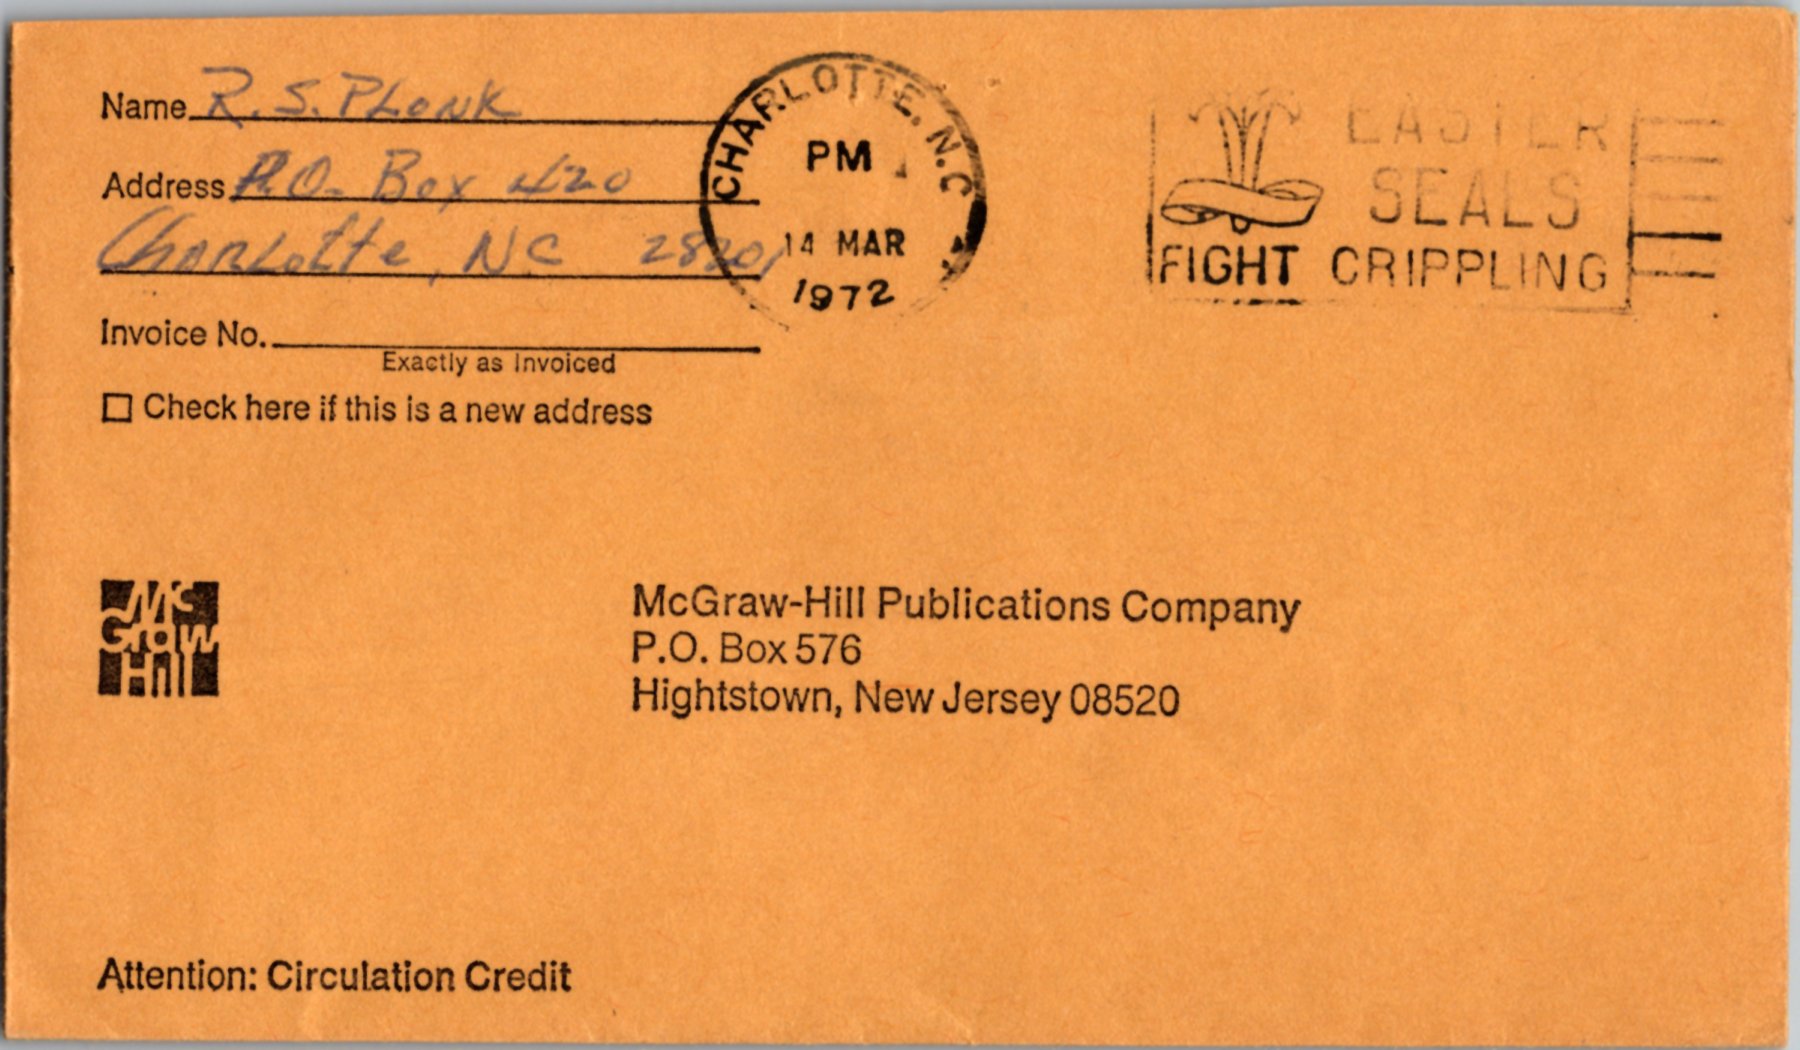 Name R. S. PLONK
Address P.O. Box 420
Charlotte, NC 28201
Invoice No.
Exactly as Invoiced
Check here if this is a new address
CHARLOTTE, N.C
PM
14 MAR
1972
EASTER
SEALS
FIGHT CRIPPLING
Mc
Graw
Hill
McGraw-Hill Publications Company
P.O. Box 576
Hightstown, New Jersey 08520
Attention: Circulation Credit